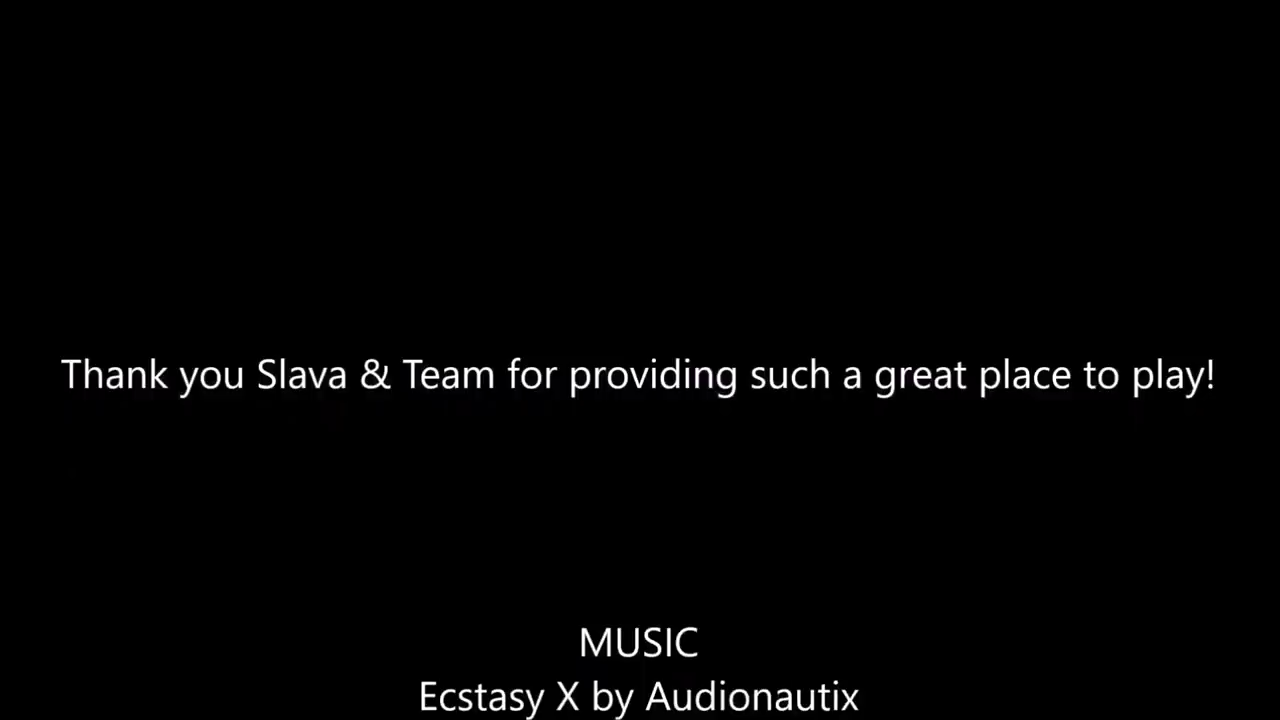 Thank you Slava & Team for providing such a great place to play!
MUSIC
Ecstasy X by Audionautix